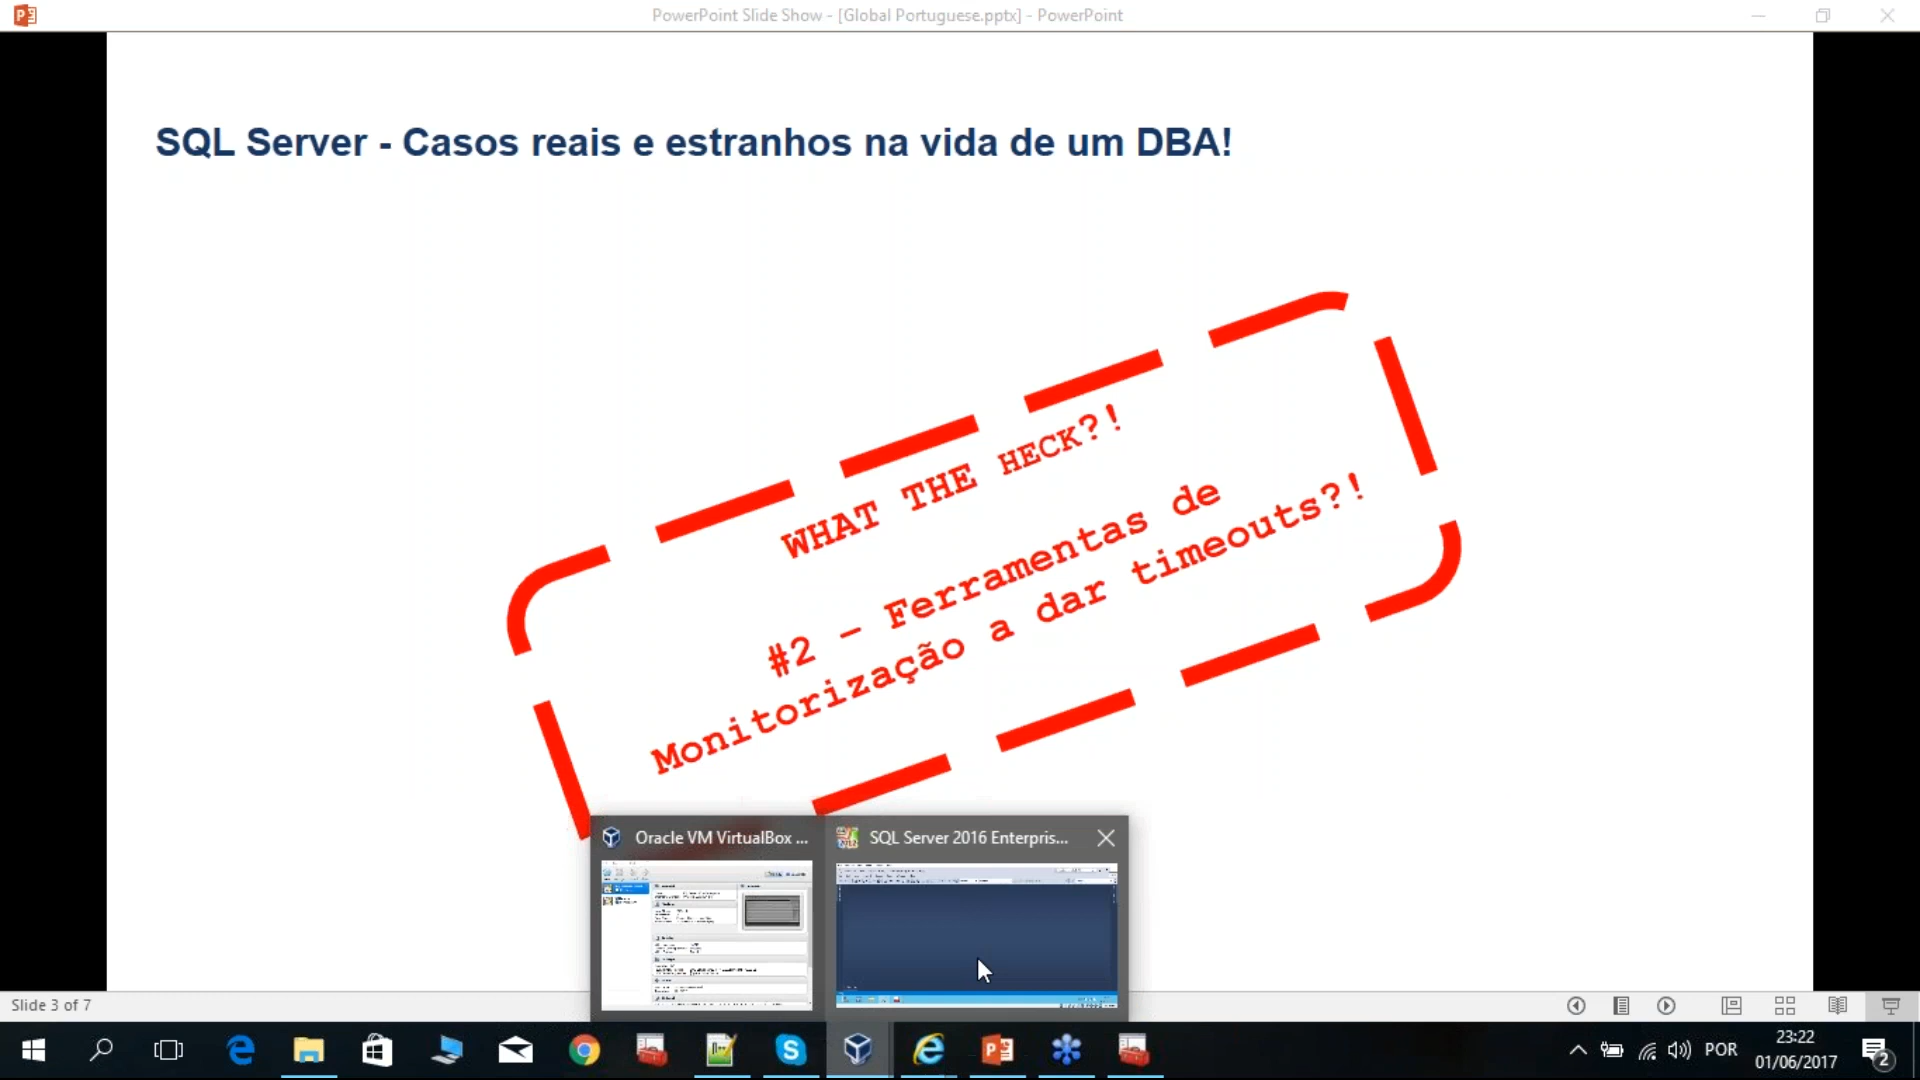 PowerPoint Slide Show - [Global Portuguese.pptx] - PowerPoint
SQL Server - Casos reais e estranhos na vida de um DBA!
WHAT THE HECK?!
#2 – Ferramentas de
Monitorização a dar timeouts?!
Oracle VM VirtualBox ...
SQL Server 2016 Enterpris...
Slide 3 of 7
POR
23:22
01/06/2017
2